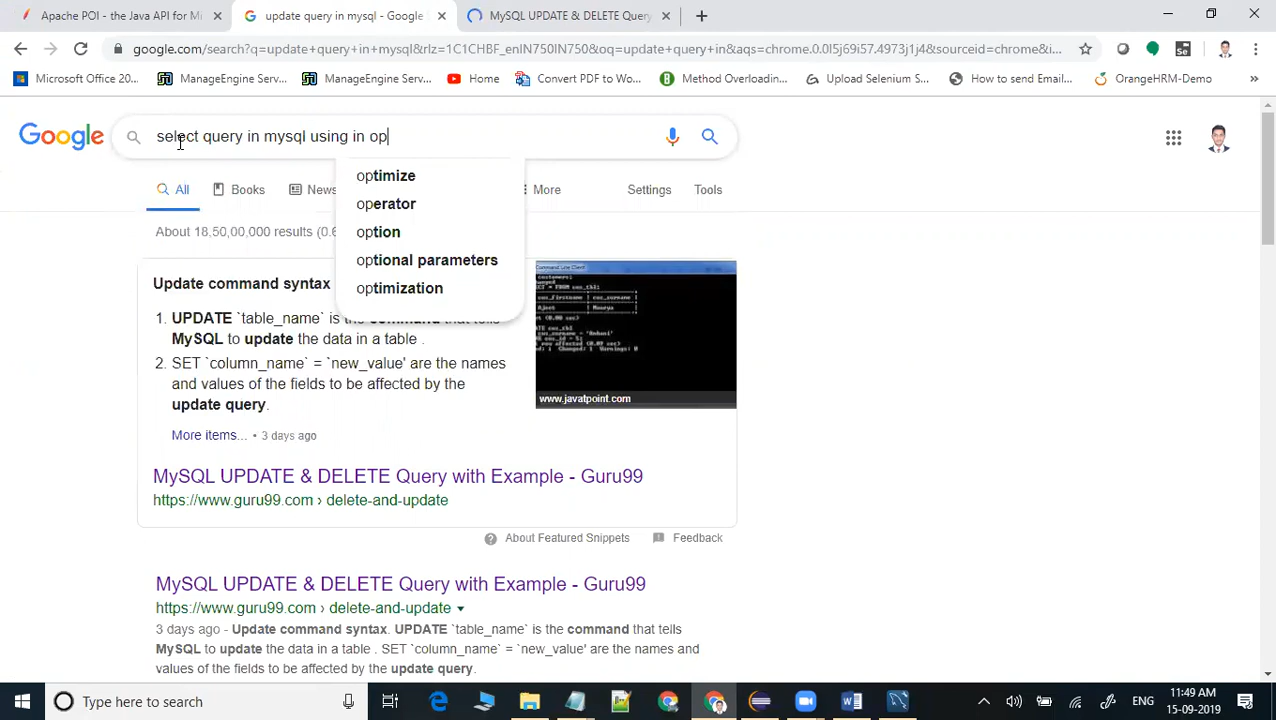 Apache POI - the Java API for Mi
update query in mysql - Google
MySQL UPDATE & DELETE Query
google.com/search?q=update+query+in+mysql&rlz=1C1CHBF_enIN750IN750&oq=update+query+in&aqs=chrome.0.0l5j69i57.4973j1j4&sourceid=chrome&i...
Microsoft Office 20...
ManageEngine Serv...
ManageEngine Serv...
Home
Convert PDF to Wo...
Method Overloading...
Upload Selenium S...
How to send Email...
OrangeHRM-Demo
Google
select query in mysql using in op
optimize
operator
option
optional parameters
optimization
All
Books
News
More
Settings
Tools
About 18,50,00,000 results (0.6
Update command syntax
UPDATE `table_name` is the command that tells
MySQL to update the data in a table .
2. SET `column_name` = `new_value' are the names
and values of the fields to be affected by the
update query.
More items... • 3 days ago
www.javatpoint.com
MySQL UPDATE & DELETE Query with Example - Guru99
https://www.guru99.com › delete-and-update
About Featured Snippets
Feedback
MySQL UPDATE & DELETE Query with Example - Guru99
https://www.guru99.com › delete-and-update
3 days ago - Update command syntax. UPDATE `table_name` is the command that tells
MySQL to update the data in a table . SET `column_name` = `new_value' are the names and
values of the fields to be affected by the update query.
Type here to search
ENG
11:49 AM
15-09-2019